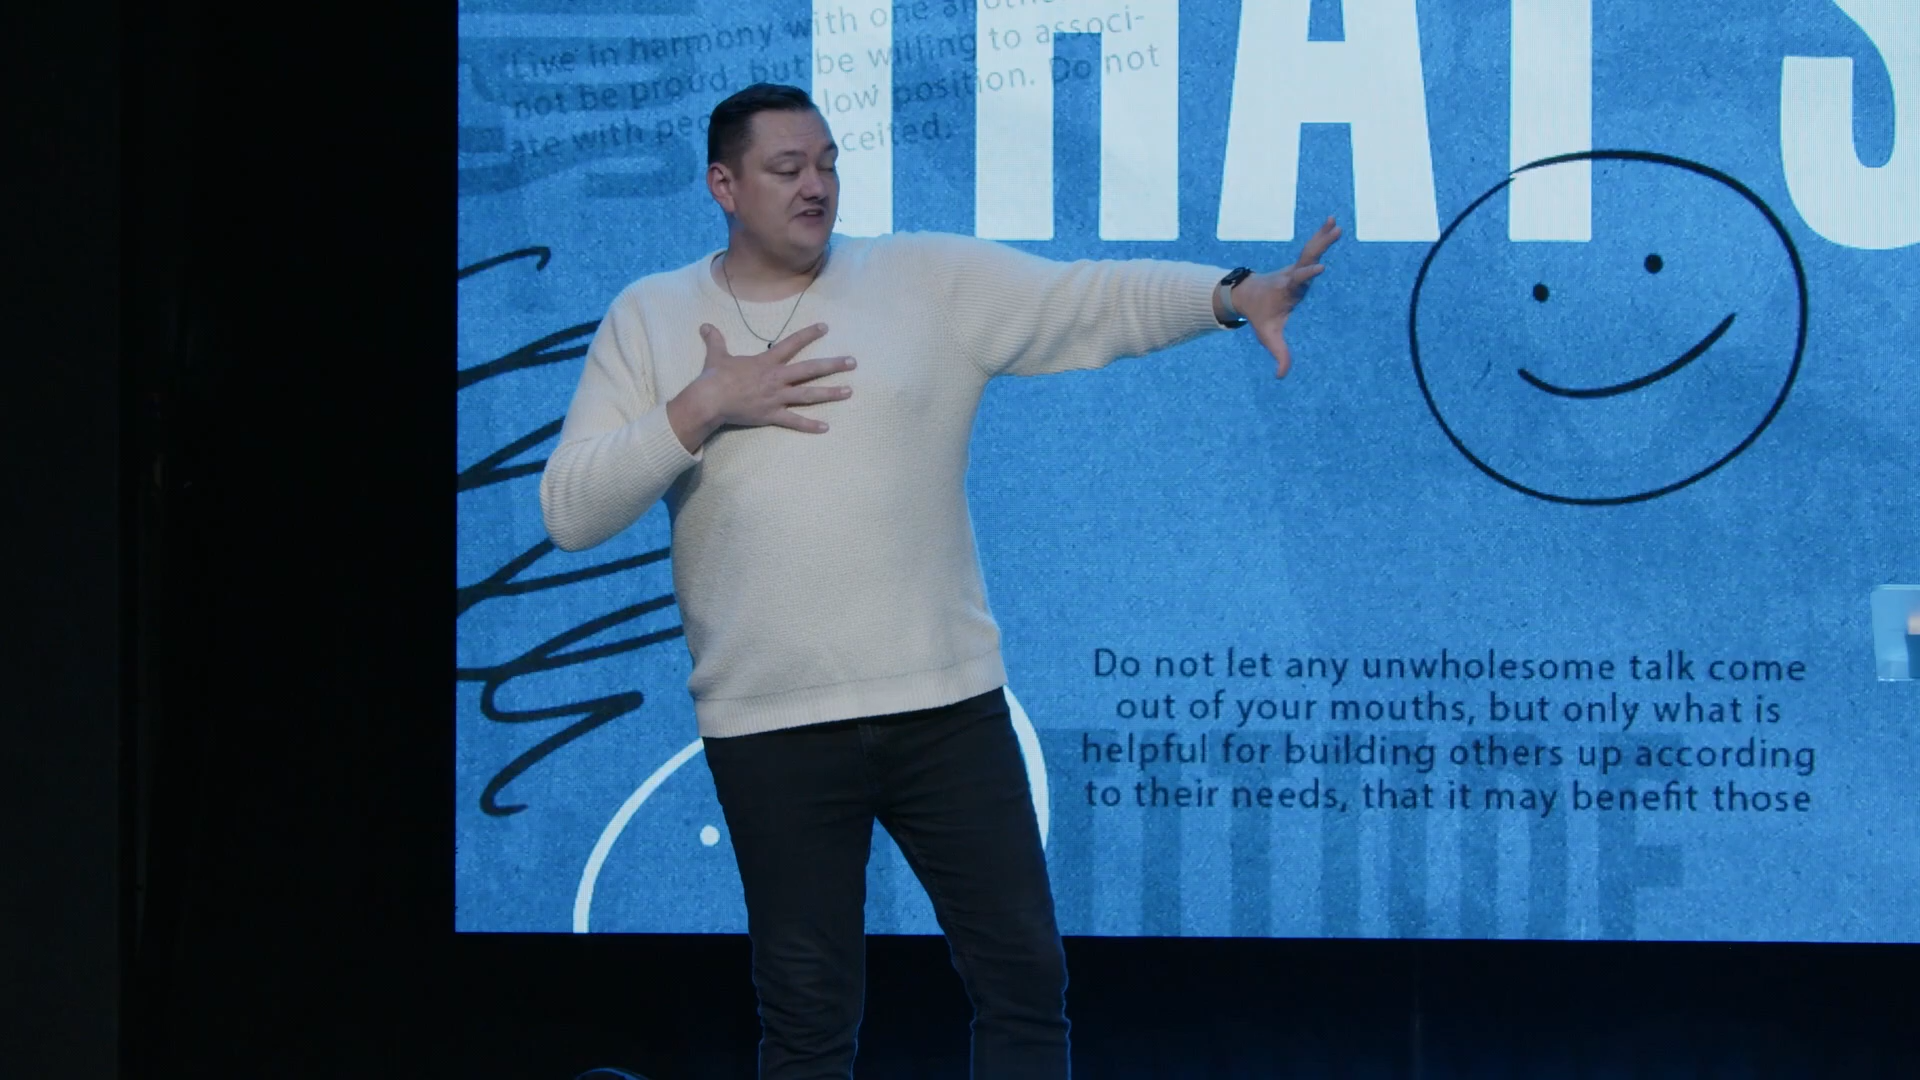 "Live in harmony with one another
not be proud, but be willing to associ-
ate with low position. Do not
ceited.
THAT'S
Do not let any unwholesome talk come
out of your mouths, but only what is
helpful for building others up according
to their needs, that it may benefit those